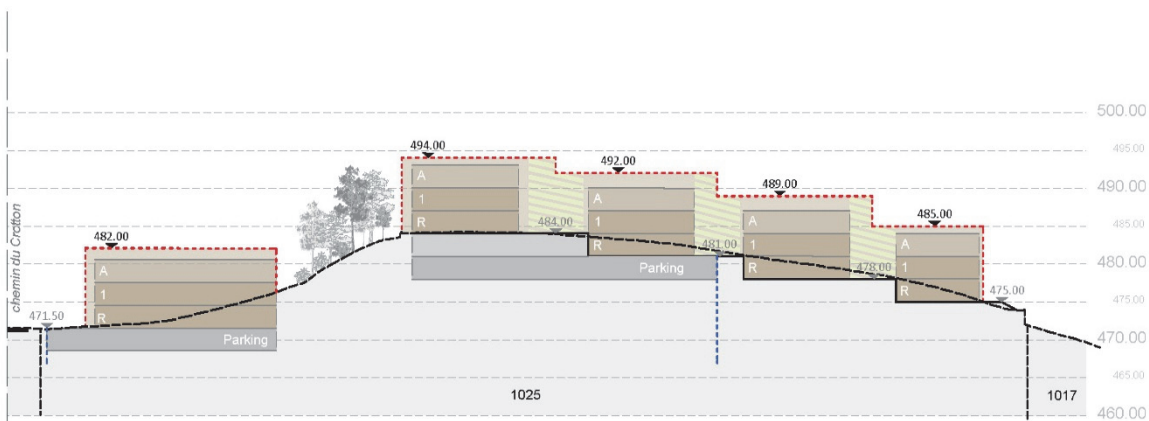 chemin du Crotton
500.00
495.00
494.00
492.00
490.00
489.00
A
A
1
A
485.00
485.00
482.00
R
484.00
1
1
A
R
481.00
480.00
A
Parking
R
478.00
1
1
R
475.00
475.00
471.50
R
Parking
470.00
465.00
1025
1017
460.00